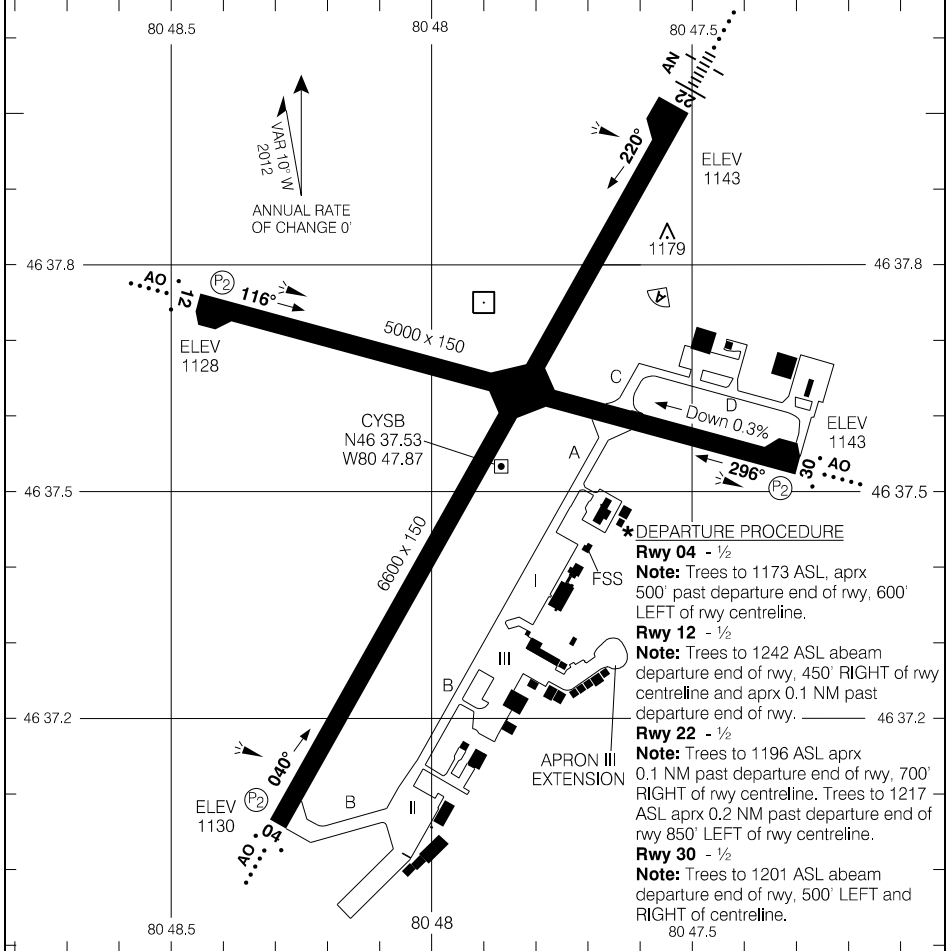 80 48.5
80 48
80 47.5
AN
22
220°
VAR 10° W
2012
ANNUAL RATE
OF CHANGE 0'
ELEV
1143
1179
46 37.8
46 37.8
AO
12
P2
116°
A
5000 x 150
ELEV
1128
C
D
Down 0.3%
ELEV
1143
CYSB
N46 37.53
W80 47.87
A
296°
30
AO
P2
46 37.5
46 37.5
6600 x 150
FSS
I
III
B
* DEPARTURE PROCEDURE
Rwy 04 - ½
Note: Trees to 1173 ASL, aprx
500' past departure end of rwy, 600'
LEFT of rwy centreline.
Rwy 12 - ½
Note: Trees to 1242 ASL abeam
departure end of rwy, 450' RIGHT of rwy
centreline and aprx 0.1 NM past
departure end of rwy.
46 37.2
46 37.2
Rwy 22 - ½
Note: Trees to 1196 ASL aprx
0.1 NM past departure end of rwy, 700'
RIGHT of rwy centreline. Trees to 1217
ASL aprx 0.2 NM past departure end of
rwy 850' LEFT of rwy centreline.
Rwy 30 - ½
Note: Trees to 1201 ASL abeam
departure end of rwy, 500' LEFT and
RIGHT of centreline.
APRON III
EXTENSION
040°
P2
ELEV
1130
04
AO
B
II
80 48.5
80 48
80 47.5